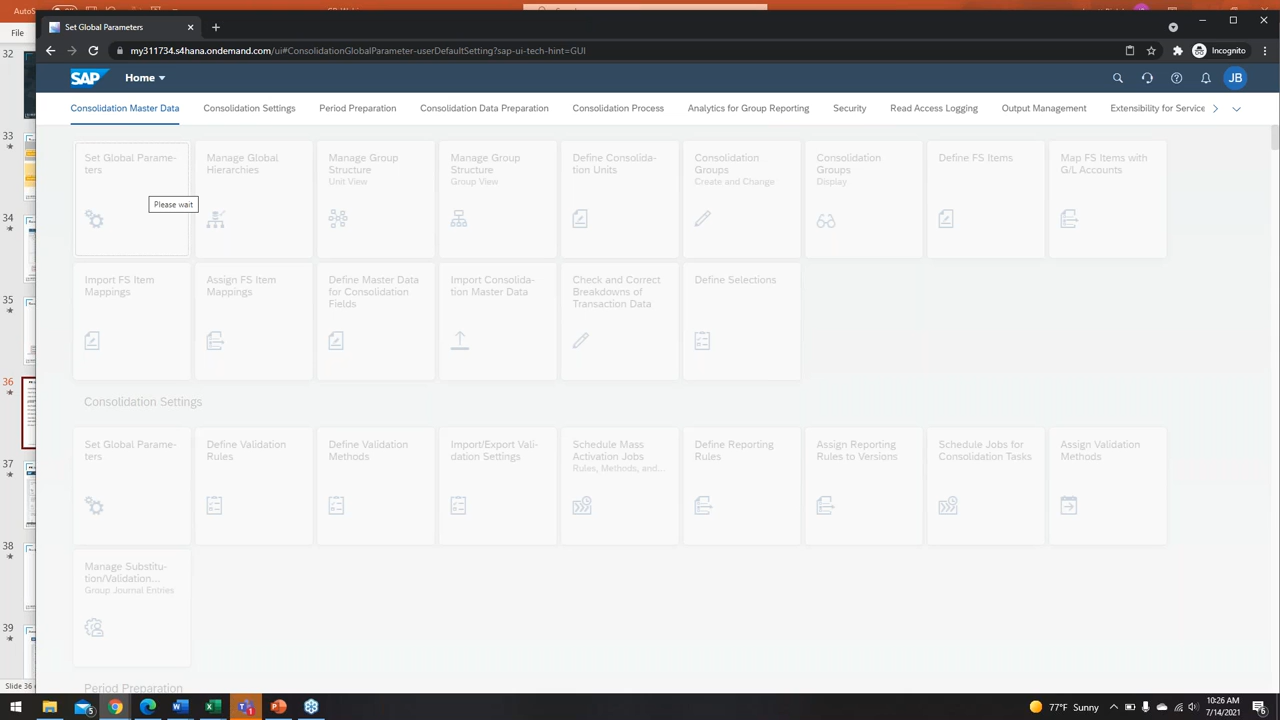 32
33
34
35
36
37
38
39
Slide 36
Set Global Parameters
my311734.s4hana.ondemand.com/ui#ConsolidationGlobalParameter-userDefaultSetting?sap-ui-tech-hint=GUI
Incognito
SAP
Home
JB
Consolidation Master Data
Consolidation Settings
Period Preparation
Consolidation Data Preparation
Consolidation Process
Analytics for Group Reporting
Security
Read Access Logging
Output Management
Extensibility for Service
Set Global Parame-
ters
Please wait
Manage Global
Hierarchies
Manage Group
Structure
Unit View
Manage Group
Structure
Group View
Define Consolida-
tion Units
Consolidation
Groups
Create and Change
Consolidation
Groups
Display
Define FS Items
Map FS Items with
G/L Accounts
Import FS Item
Mappings
Assign FS Item
Mappings
Define Master Data
for Consolidation
Fields
Import Consolida-
tion Master Data
Check and Correct
Breakdowns of
Transaction Data
Define Selections
Consolidation Settings
Set Global Parame-
ters
Define Validation
Rules
Define Validation
Methods
Import/Export Vali-
dation Settings
Schedule Mass
Activation Jobs
Rules, Methods, and...
Define Reporting
Rules
Assign Reporting
Rules to Versions
Schedule Jobs for
Consolidation Tasks
Assign Validation
Methods
Manage Substitu-
tion/Validation...
Group Journal Entries
Period Preparation
77°F Sunny
10:26 AM
7/14/2021